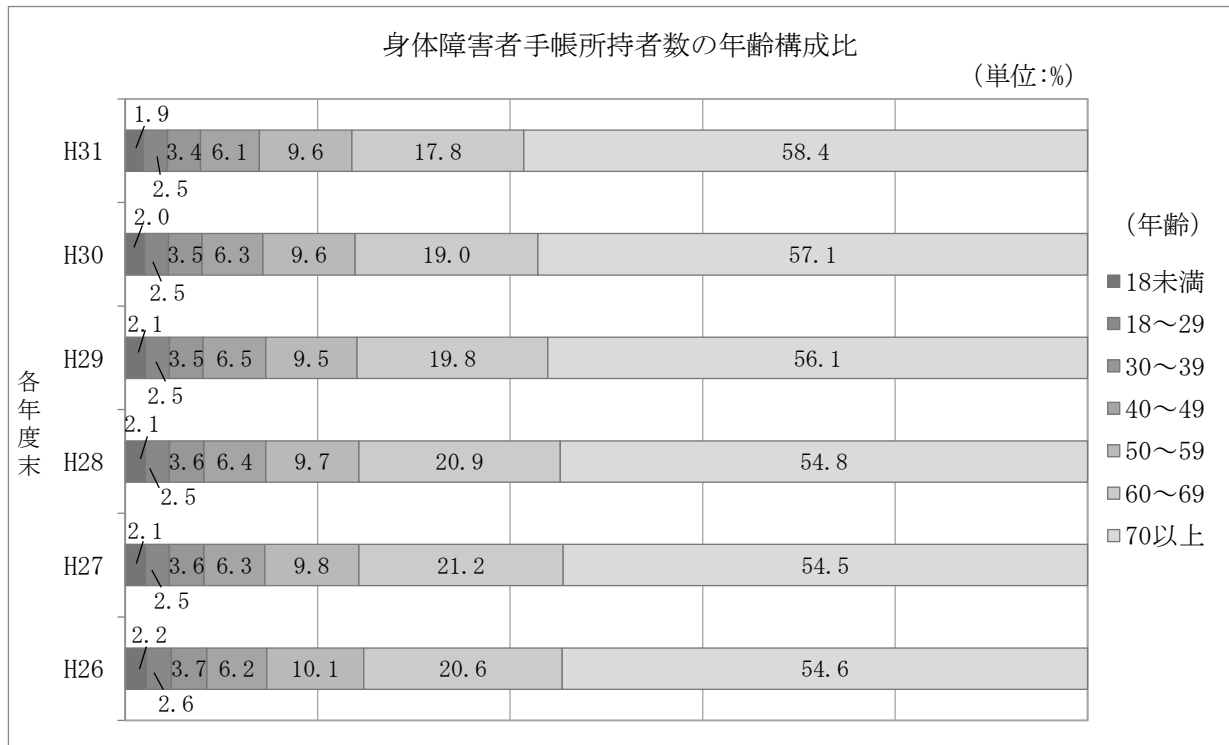 身体障害者手帳所持者数の年齢構成比
（単位:%）
1.9
H31 3.4 6.1 9.6 17.8 58.4
2.5
2.0
H30 3.5 6.3 9.6 19.0 57.1
2.5
2.1
H29 3.5 6.5 9.5 19.8 56.1
2.5
2.1
H28 3.6 6.4 9.7 20.9 54.8
2.5
2.1
H27 3.6 6.3 9.8 21.2 54.5
2.5
2.2
H26 3.7 6.2 10.1 20.6 54.6
2.6
各年度末
（年齢）
18未満
18～29
30～39
40～49
50～59
60～69
70以上